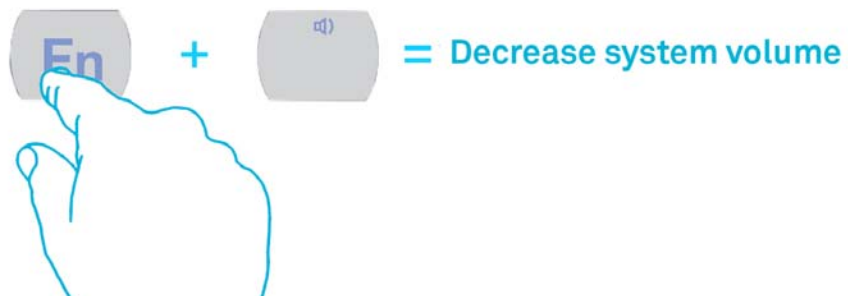 Fn + = Decrease system volume